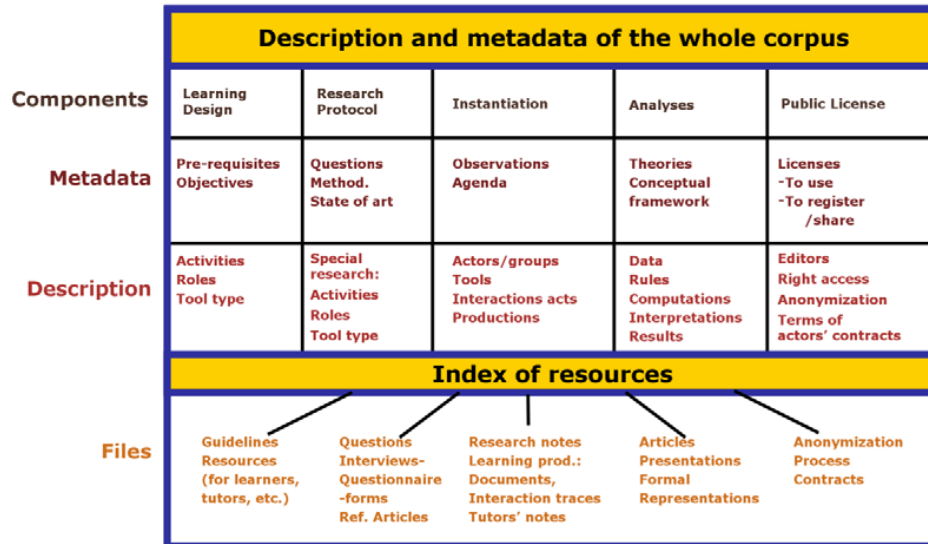 Description and metadata of the whole corpus
Components
Learning
Design
Research
Protocol
Instantiation
Analyses
Public License
Metadata
Pre-requisites
Objectives
Questions
Method.
State of art
Observations
Agenda
Theories
Conceptual
framework
Licenses
-To use
-To register
/share
Description
Activities
Roles
Tool type
Special
research:
Activities
Roles
Tool type
Actors/groups
Tools
Interactions acts
Productions
Data
Rules
Computations
Interpretations
Results
Editors
Right access
Anonymization
Terms of
actors' contracts
Index of resources
Files
Guidelines
Resources
(for learners,
tutors, etc.)
Questions
Interviews-
Questionnaire
-forms
Ref. Articles
Research notes
Learning prod.:
Documents,
Interaction traces
Tutors' notes
Articles
Presentations
Formal
Representations
Anonymization
Process
Contracts